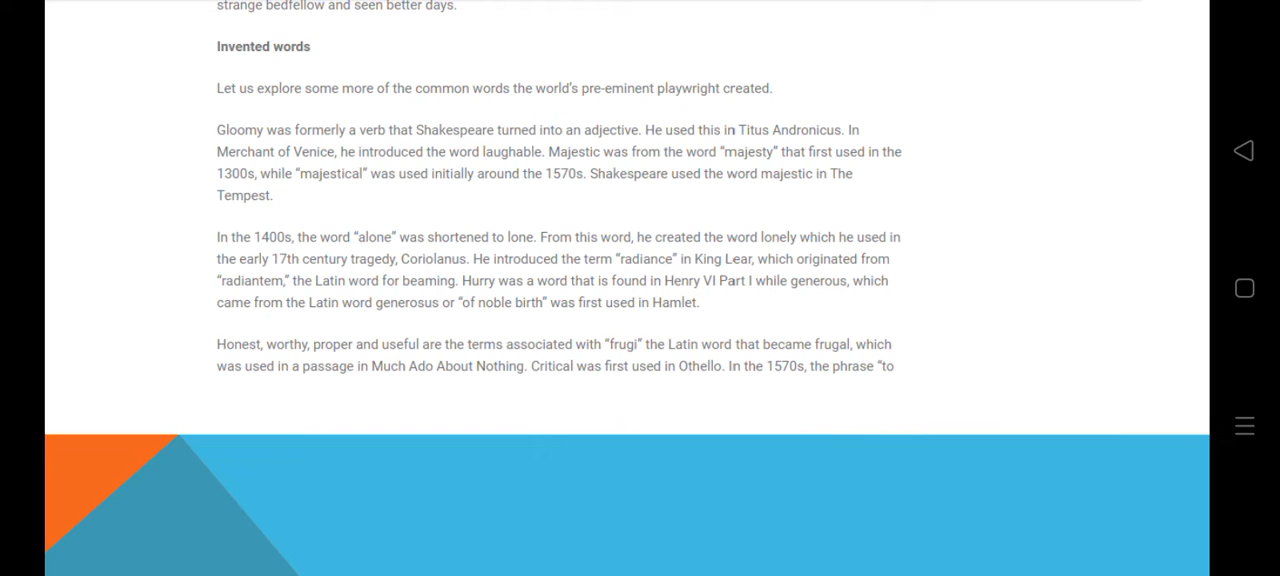 strange bedfellow and seen better days.
Invented words
Let us explore some more of the common words the world's pre-eminent playwright created.
Gloomy was formerly a verb that Shakespeare turned into an adjective. He used this in Titus Andronicus. In
Merchant of Venice, he introduced the word laughable. Majestic was from the word “majesty” that first used in the
1300s, while “majestical” was used initially around the 1570s. Shakespeare used the word majestic in The
Tempest.
In the 1400s, the word “alone” was shortened to lone. From this word, he created the word lonely which he used in
the early 17th century tragedy, Coriolanus. He introduced the term “radiance” in King Lear, which originated from
“radiantem,” the Latin word for beaming. Hurry was a word that is found in Henry VI Part I while generous, which
came from the Latin word generosus or “of noble birth” was first used in Hamlet.
Honest, worthy, proper and useful are the terms associated with “frugi” the Latin word that became frugal, which
was used in a passage in Much Ado About Nothing. Critical was first used in Othello. In the 1570s, the phrase “to